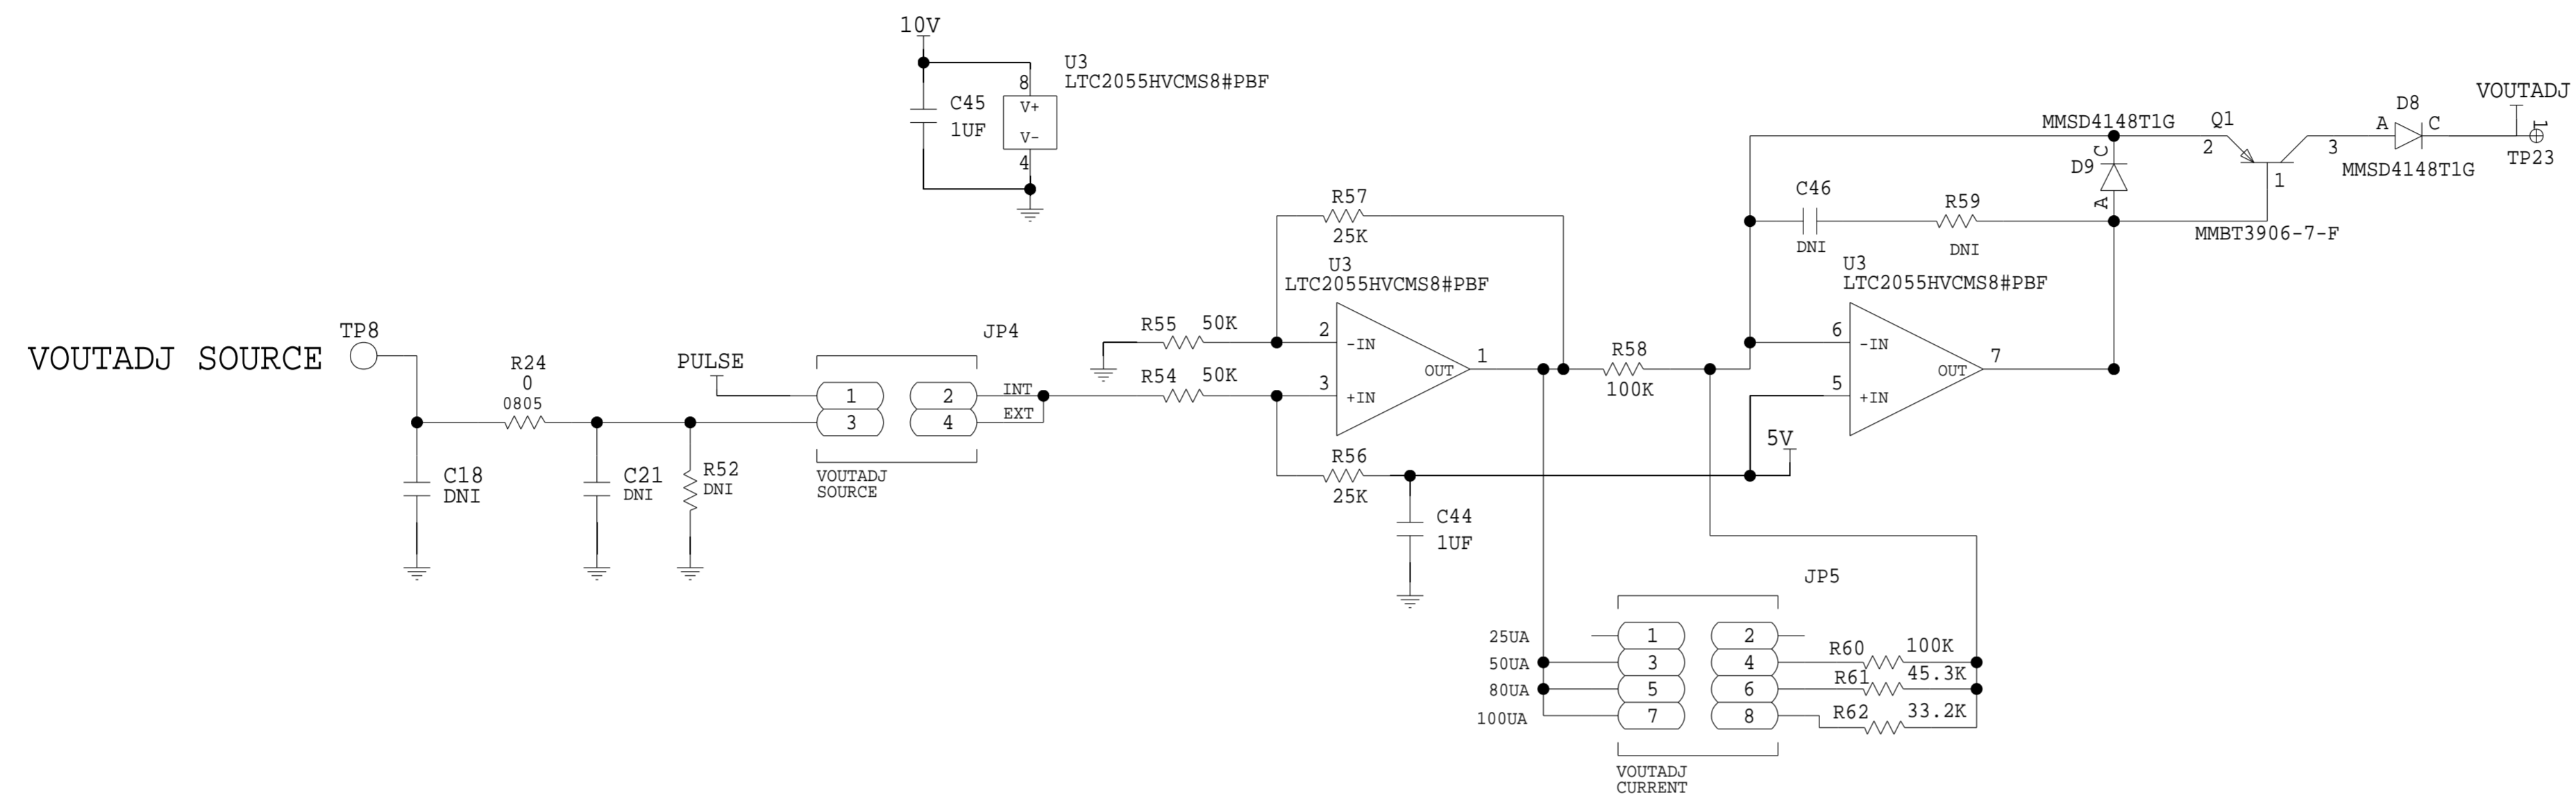 10V
U3
LTC2055HVCMS8#PBF
8
V+
V-
4
C45
1UF
VOUTADJ SOURCE
TP8
R24
0
0805
C18
DNI
C21
DNI
R52
DNI
PULSE
JP4
1
2
3
4
INT
EXT
VOUTADJ
SOURCE
R55 50K
R54 50K
R57
25K
U3
LTC2055HVCMS8#PBF
2
-IN
3
+IN
OUT
1
R56
25K
C44
1UF
R58
100K
5V
U3
LTC2055HVCMS8#PBF
6
-IN
5
+IN
OUT
7
C46
DNI
R59
DNI
MMSD4148T1G
C
D9
A
Q1
2
1
3
MMBT3906-7-F
D8
A
C
MMSD4148T1G
VOUTADJ
1
TP23
JP5
25UA
1
2
50UA
3
4
R60 100K
80UA
5
6
R61 45.3K
100UA
7
8
R62 33.2K
VOUTADJ
CURRENT